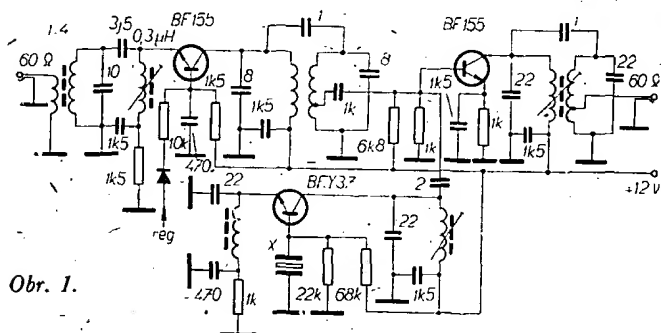 1:4
3,5
BF155
1
BF155
1
60 Ω
0,3μH
10
1k5
1k5
10k
470
1k5
8
1k5
8
1k
6k8
1k
1k5
1k
22
1k5
22
60 Ω
+12 V
reg
22
470
1k
BFY37
X
22k
68k
22
1k5
2
Obr. 1.